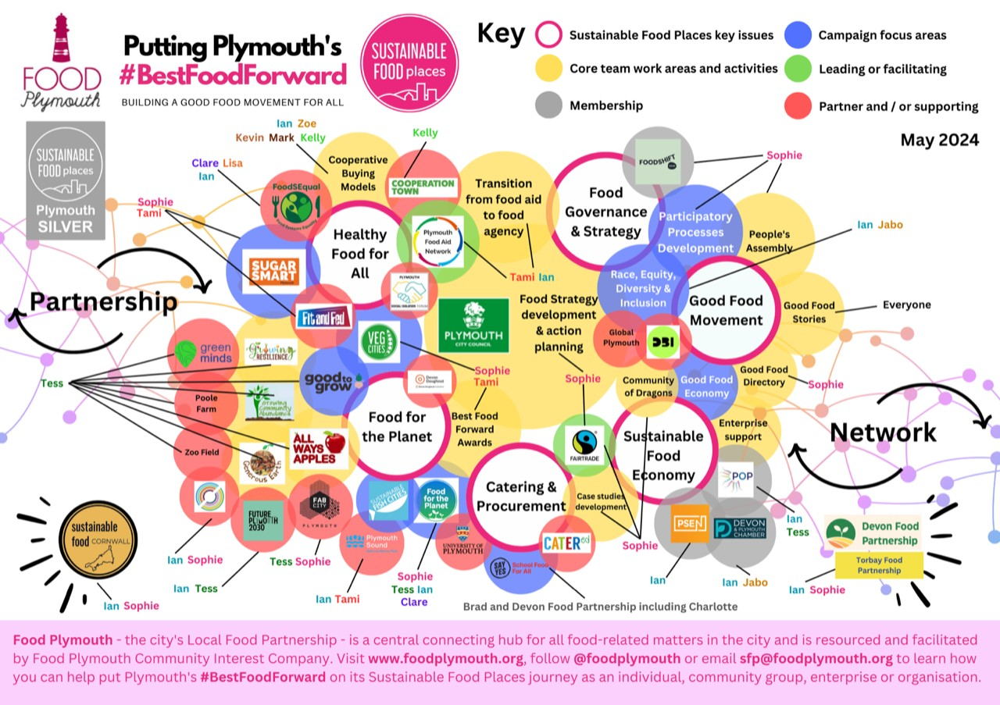 FOOD
Plymouth
Putting Plymouth's
#BestFoodForward
BUILDING A GOOD FOOD MOVEMENT FOR ALL
SUSTAINABLE
FOOD places
Key
Sustainable Food Places key issues
Campaign focus areas
Core team work areas and activities
Leading or facilitating
Membership
Partner and / or supporting
May 2024
SUSTAINABLE
FOOD places
Plymouth
SILVER
Ian Zoe
Kevin Mark Kelly
Kelly
Clare Lisa
Ian
Sophie
Tami
Sophie
FoodSEqual
Cooperative
Buying
Models
COOPERATION
TOWN
Transition
from food aid
to food
agency
Food
Governance
& Strategy
FOODSHIFT
Participatory
Processes
Development
People's
Assembly
Ian Jabo
Healthy
Food for
All
Plymouth
Food Aid
Network
SUGAR
SMART
Tami Ian
Race, Equity,
Diversity &
Inclusion
Good Food
Movement
Good Food
Stories
Everyone
Partnership
Fit and Fed
PLYMOUTH
PLYMOUTH
CITY COUNCIL
Food Strategy
development
& action
planning
Global
Plymouth
DBI
VEG
CITIES
green
minds
Growing
RESILIENCE
Tess
good to
grow
Devon
Doughnut
Sophie
Tami
Sophie
Community
of Dragons
Good Food
Economy
Good Food
Directory
Sophie
Poole
Farm
Growing
Community
Abundance
Food for
the Planet
Best Food
Forward
Awards
FAIRTRADE
Sustainable
Food
Economy
Enterprise
support
Network
Zoo Field
Generous Earth
ALL
WAYS
APPLES
POP
Catering &
Procurement
Case studies
development
FUTURE
PLYMOUTH
2030
FAB
CITY
PLYMOUTH
SUSTAINABLE
FISH CITIES
Food
for the
Planet
Plymouth
Sound
UNIVERSITY OF
PLYMOUTH
CATERed
SAY
YES
School Food
For All
PSEN
DEVON
& PLYMOUTH
CHAMBER
Ian
Tess
Devon Food
Partnership
Torbay Food
Partnership
sustainable
food CORNWALL
Ian Sophie
Ian Sophie
Ian Tess
Tess Sophie
Ian Tami
Sophie
Tess Ian
Clare
Sophie
Ian
Ian Jabo
Ian Sophie
Brad and Devon Food Partnership including Charlotte
Food Plymouth - the city's Local Food Partnership - is a central connecting hub for all food-related matters in the city and is resourced and facilitated
by Food Plymouth Community Interest Company. Visit www.foodplymouth.org, follow @foodplymouth or email sfp@foodplymouth.org to learn how
you can help put Plymouth's #BestFoodForward on its Sustainable Food Places journey as an individual, community group, enterprise or organisation.